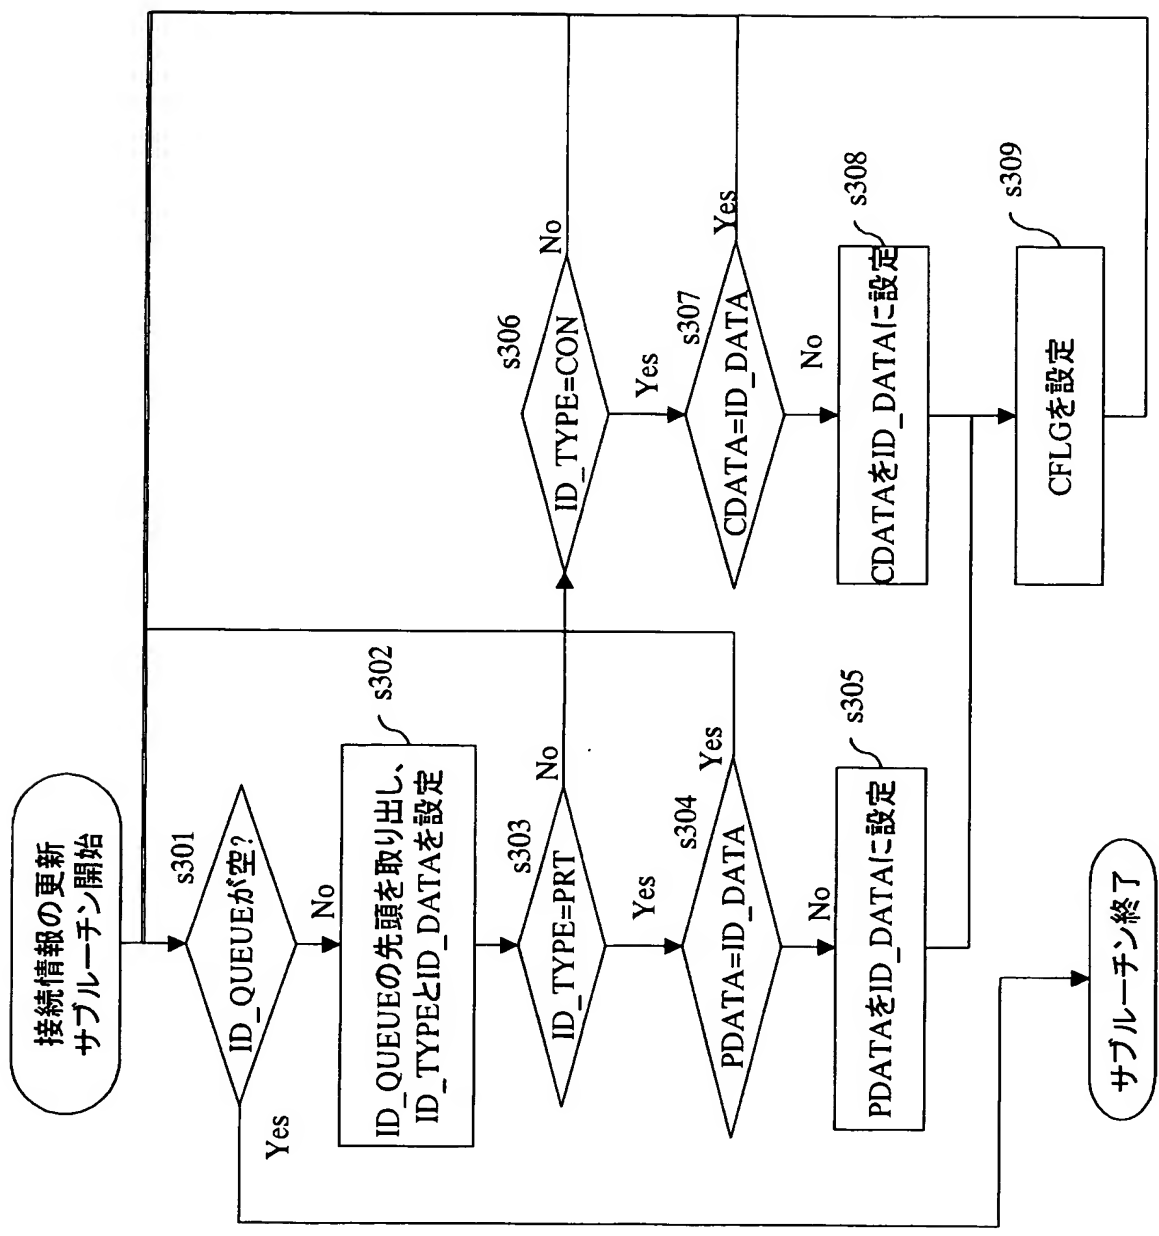 接続情報の更新
サブルーチン開始
s301
ID_QUEUEが空?
Yes
No
s302
ID_QUEUEの先頭を取り出し、
ID_TYPEとID_DATAを設定
s303
ID_TYPE=PRT
No
Yes
s304
PDATA=ID_DATA
Yes
No
s305
PDATAをID_DATAに設定
s306
ID_TYPE=CON
No
Yes
s307
CDATA=ID_DATA
Yes
No
s308
CDATAをID_DATAに設定
s309
CFLGを設定
サブルーチン終了